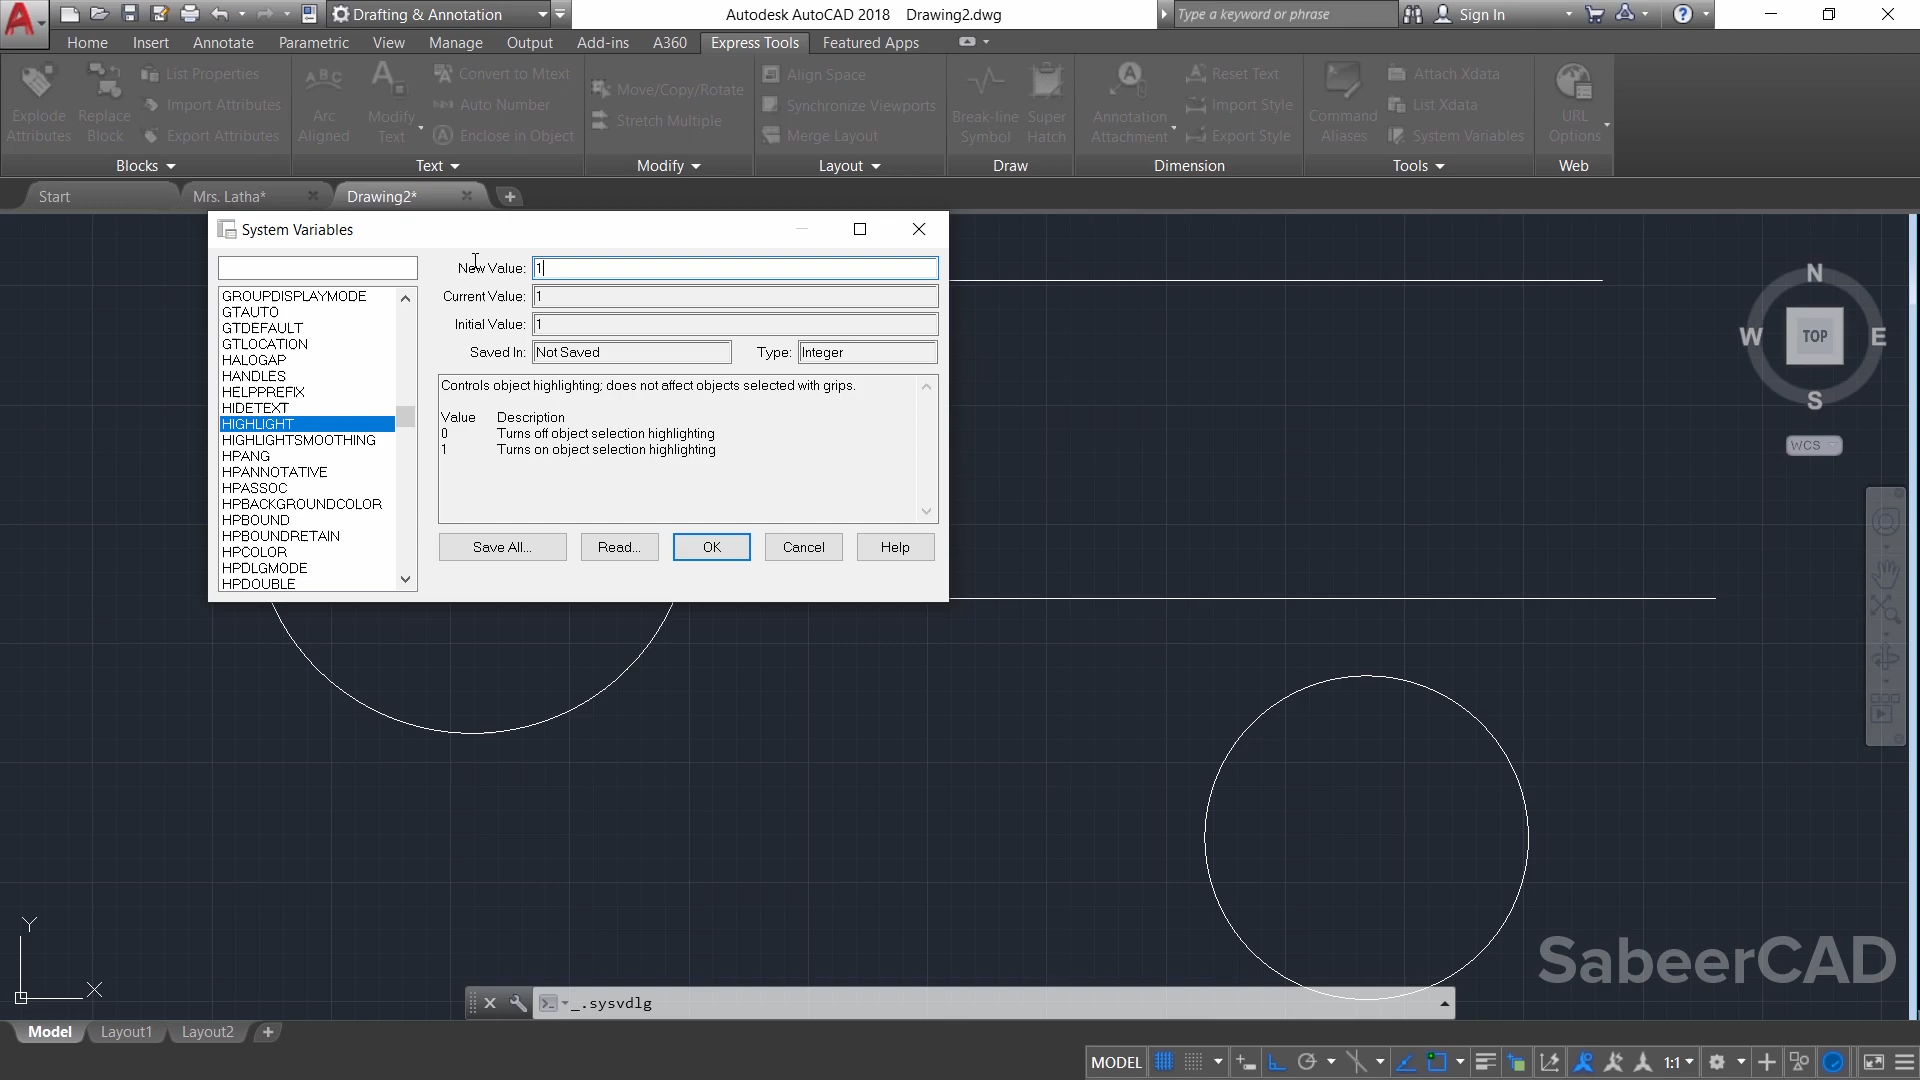 Drafting & Annotation
Autodesk AutoCAD 2018 Drawing2.dwg
Type a keyword or phrase
Sign In
Home Insert Annotate Parametric View Manage Output Add-ins A360 Express Tools Featured Apps
Explode Attributes
Replace Block
List Properties
Import Attributes
Export Attributes
Blocks
Arc Aligned
Modify Text
Convert to Mtext
Auto Number
Enclose in Object
Text
Move/Copy/Rotate
Stretch Multiple
Modify
Align Space
Synchronize Viewports
Merge Layout
Layout
Break-line Symbol
Super Hatch
Draw
Annotation Attachment
Reset Text
Import Style
Export Style
Dimension
Command Aliases
Attach Xdata
List Xdata
System Variables
Tools
URL Options
Web
Start
Mrs. Latha*
Drawing2*
System Variables
GROUPDISPLAYMODE
GTAUTO
GTDEFAULT
GTLOCATION
HALOGAP
HANDLES
HELPPREFIX
HIDETEXT
HIGHLIGHT
HIGHLIGHTSMOOTHING
HPANG
HPANNOTATIVE
HPASSOC
HPBACKGROUNDCOLOR
HPBOUND
HPBOUNDRETAIN
HPCOLOR
HPDLGMODE
HPDOUBLE
New Value: 1
Current Value: 1
Initial Value: 1
Saved In: Not Saved Type: Integer
Controls object highlighting; does not affect objects selected with grips.
Value Description
0 Turns off object selection highlighting
1 Turns on object selection highlighting
Save All... Read... OK Cancel Help
N
W TOP E
S
WCS
Y
X
_.sysvdlg
SabeerCAD
Model Layout1 Layout2
MODEL 1:1